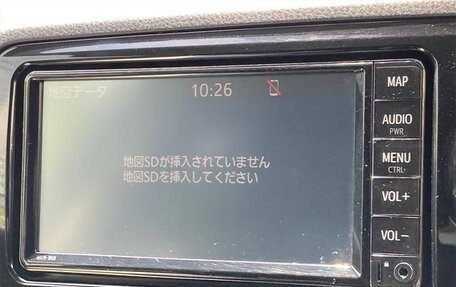 地図データ 10:26
地図SDが挿入されていません
地図SDを挿入してください
MAP
AUDIO
PWR
MENU
CTRL
VOL+
VOL−